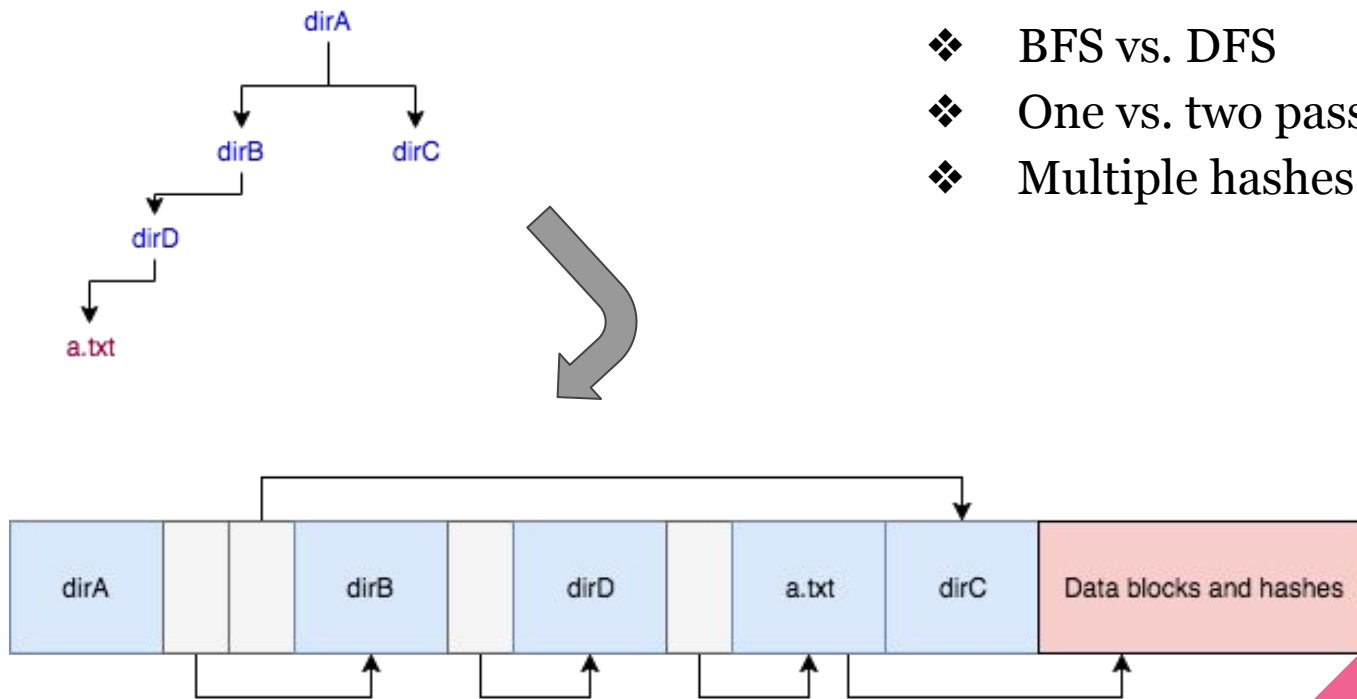 dirA
dirB
dirC
dirD
a.txt
❖ BFS vs. DFS
❖ One vs. two pass
❖ Multiple hashes
dirA
dirB
dirD
a.txt
dirC
Data blocks and hashes